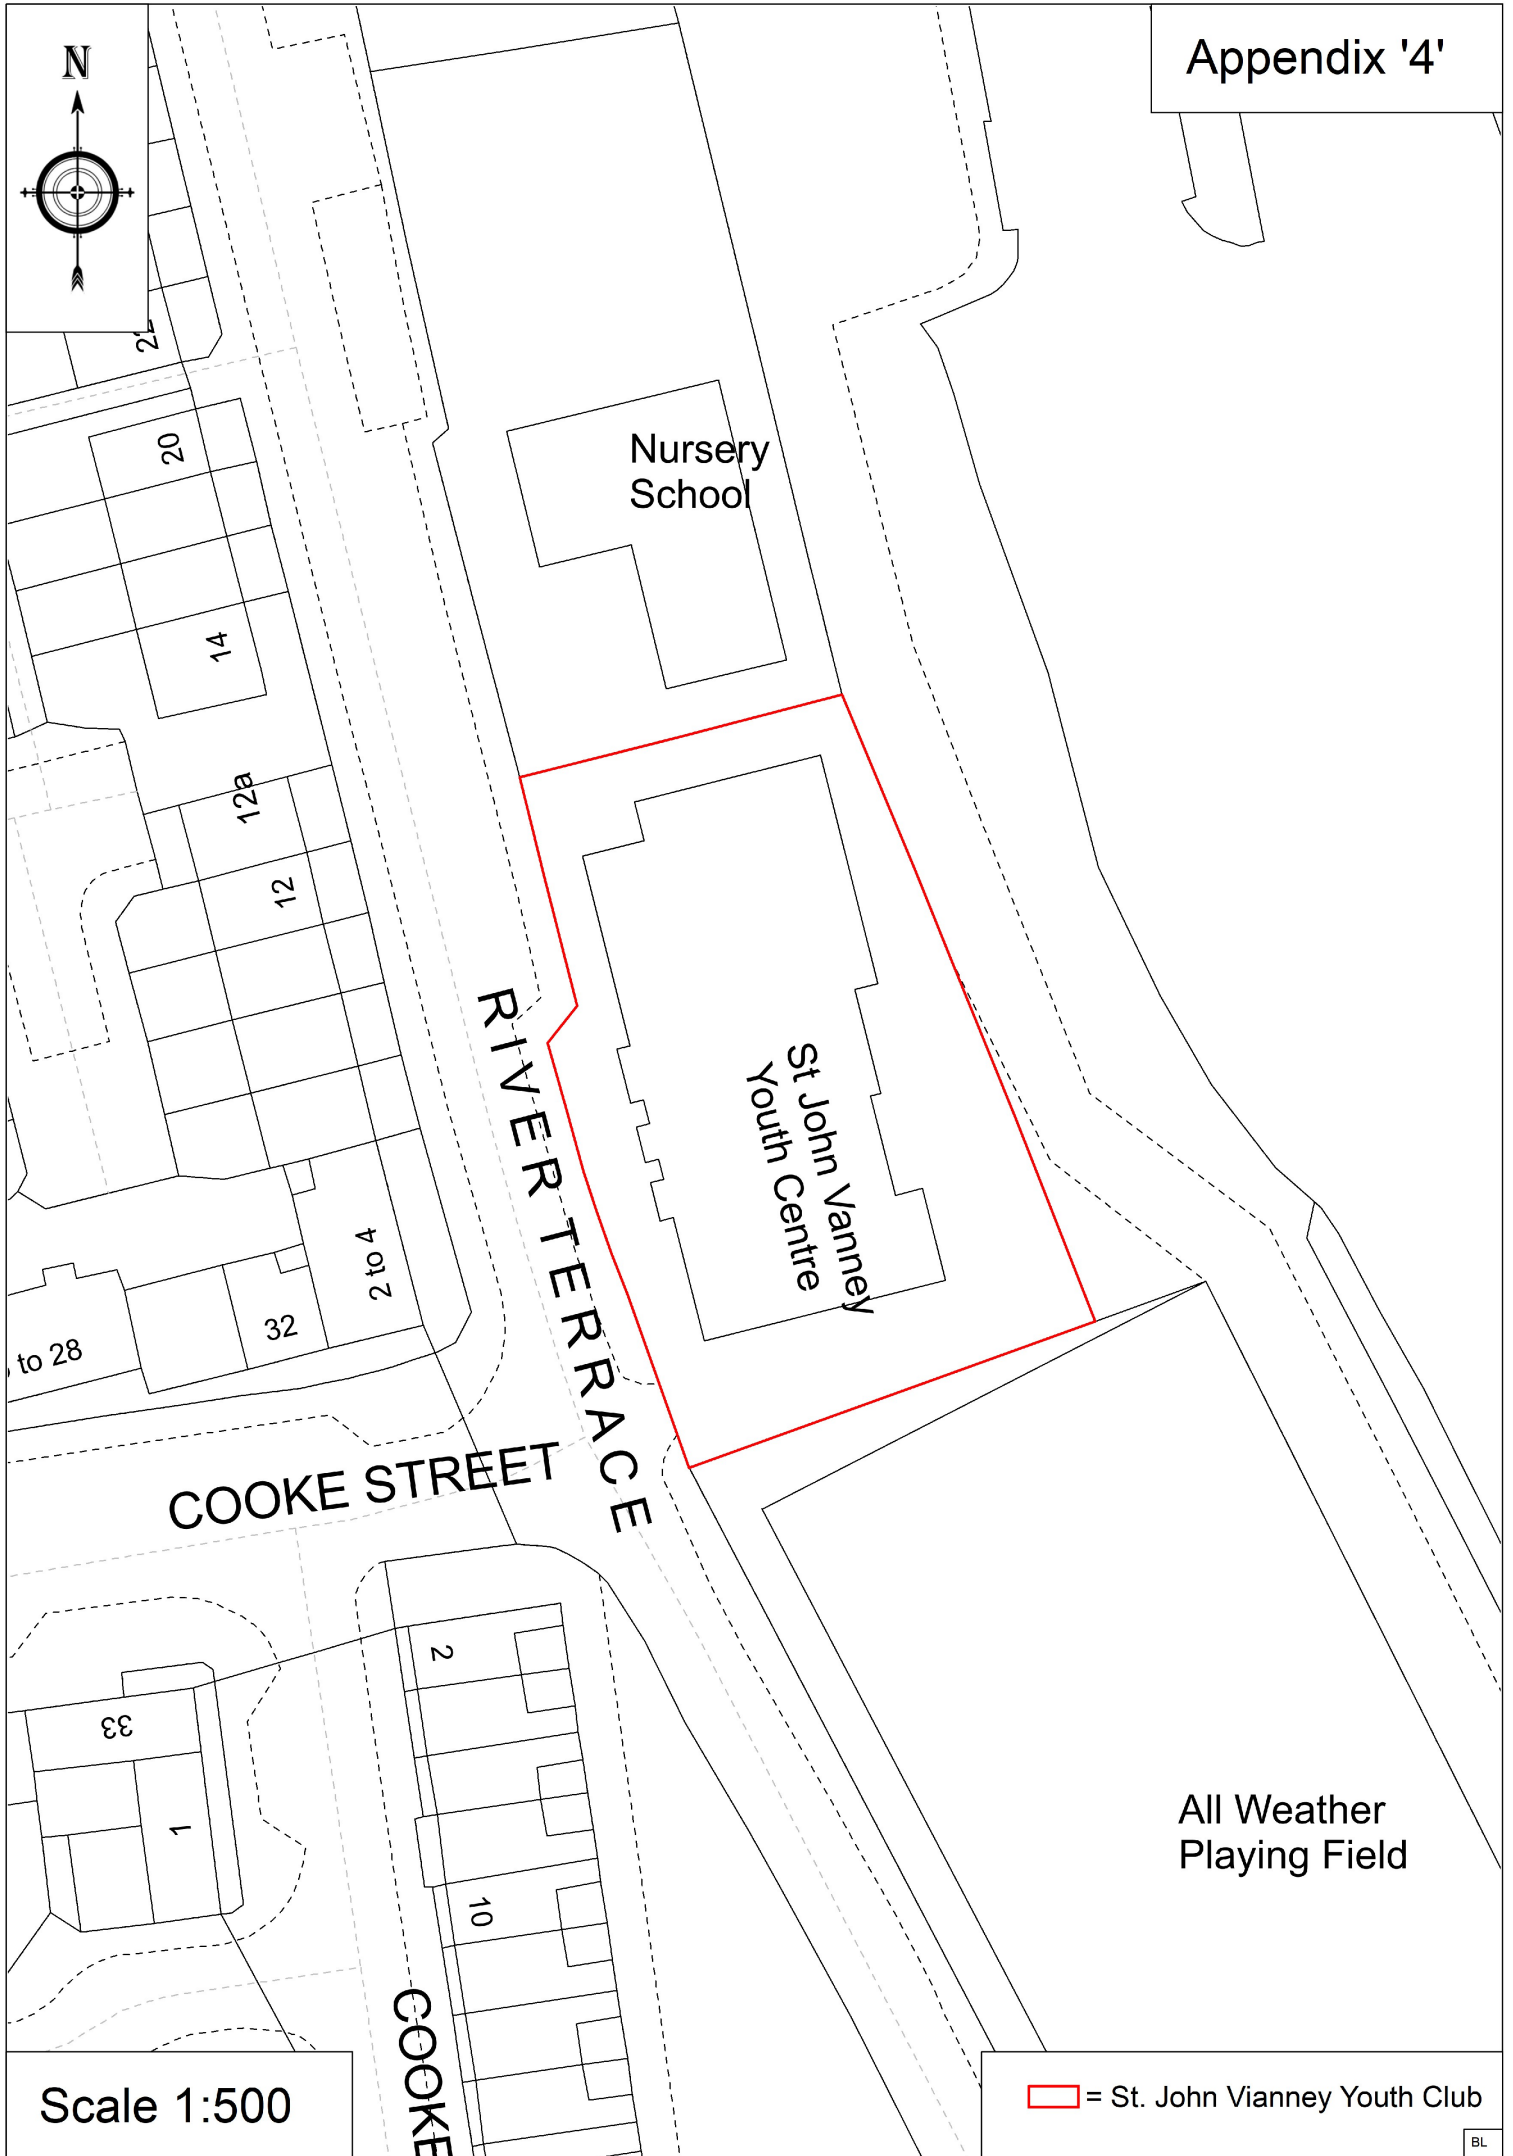 N
Appendix '4'
20
Nursery
School
14
12a
12
RIVER TERRACE
St John Vanney
Youth Centre
2 to 4
32
to 28
COOKE STREET
2
33
1
10
All Weather
Playing Field
COOKE
Scale 1:500
= St. John Vianney Youth Club
BL